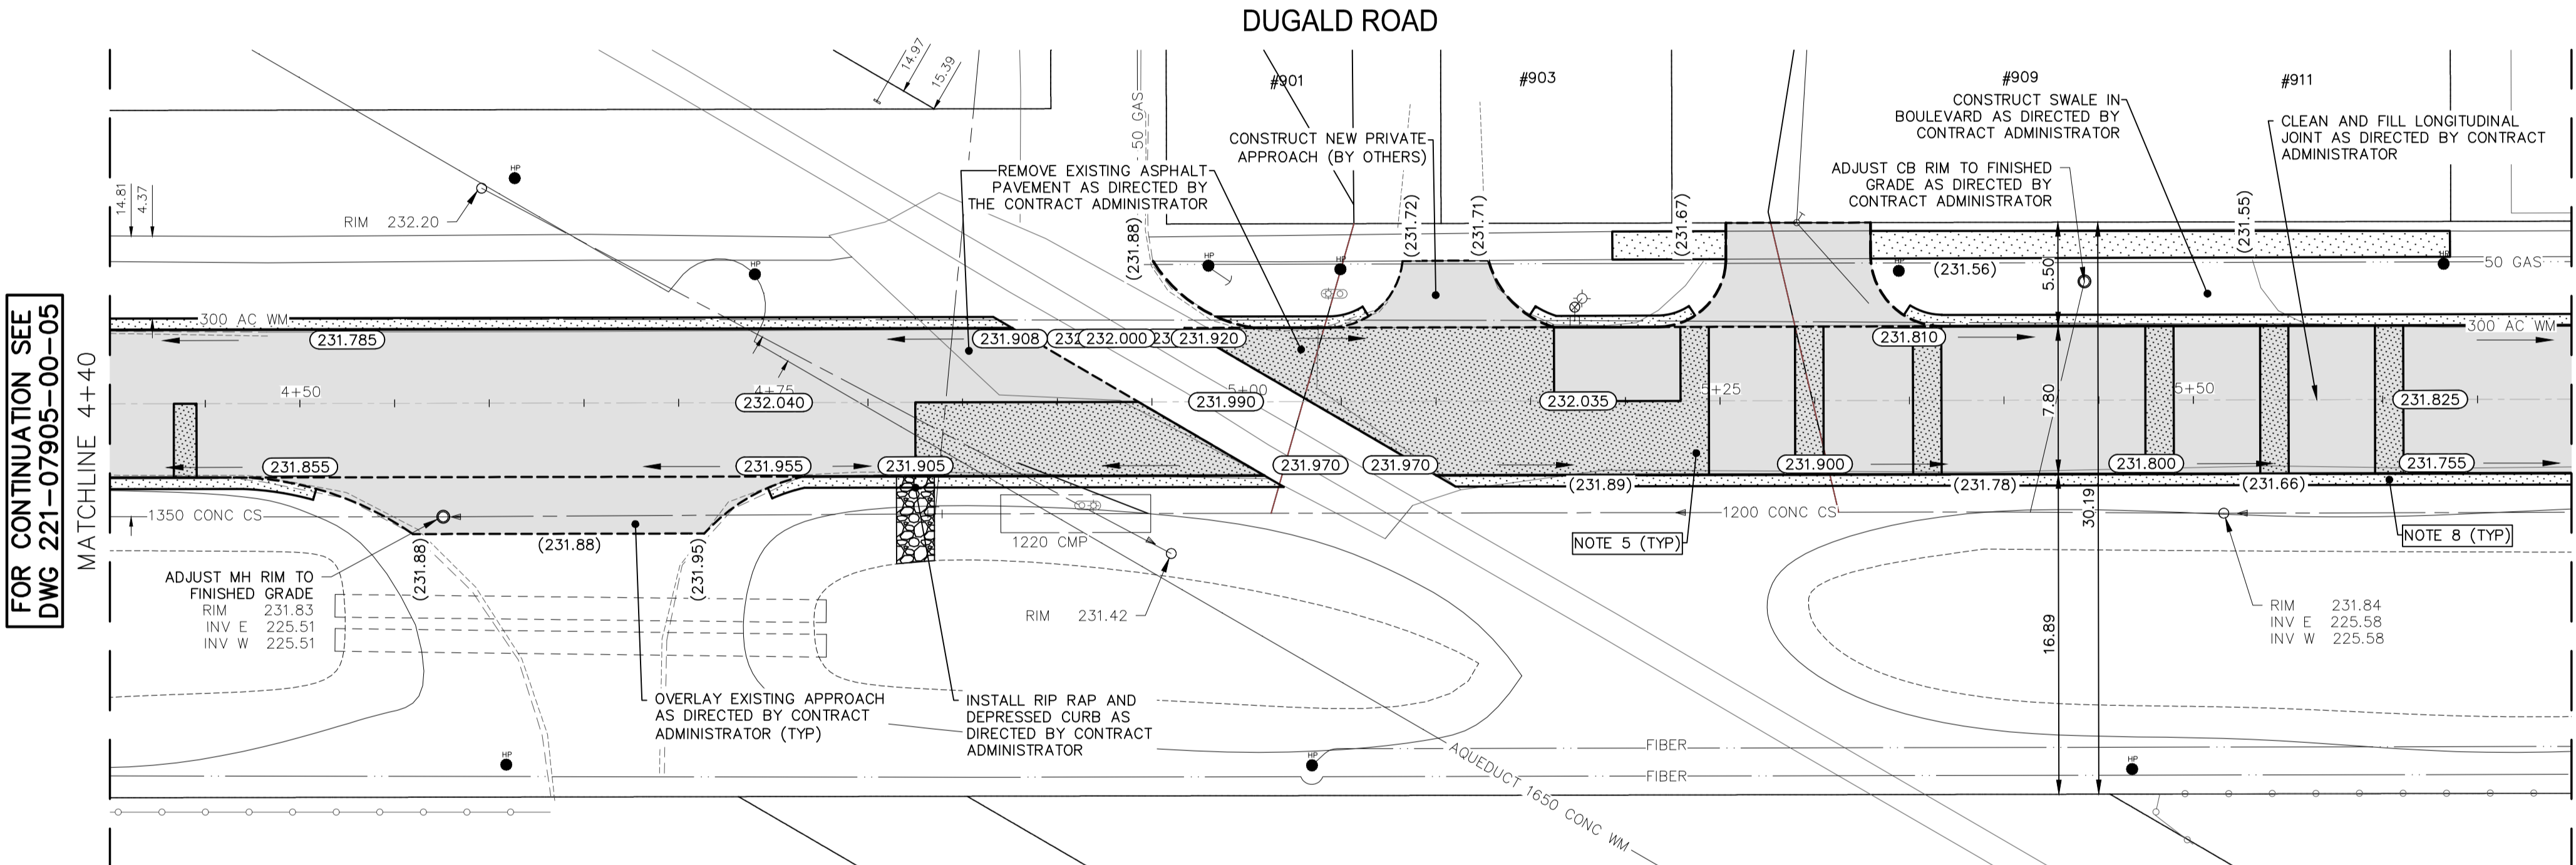 DUGALD ROAD
FOR CONTINUATION SEE
DWG 221-07905-00-05
MATCHLINE 4+40
14.97
15.39
14.81
4.37
RIM 232.20
HP
HP
50 GAS
#901
#903
#909
#911
CONSTRUCT NEW PRIVATE
APPROACH (BY OTHERS)
REMOVE EXISTING ASPHALT
PAVEMENT AS DIRECTED BY
THE CONTRACT ADMINISTRATOR
CONSTRUCT SWALE IN
BOULEVARD AS DIRECTED BY
CONTRACT ADMINISTRATOR
ADJUST CB RIM TO FINISHED
GRADE AS DIRECTED BY
CONTRACT ADMINISTRATOR
CLEAN AND FILL LONGITUDINAL
JOINT AS DIRECTED BY CONTRACT
ADMINISTRATOR
(231.88)
(231.72)
(231.71)
(231.67)
(231.55)
(231.56)
HP
HP
HP
HP
5.50
50 GAS
300 AC WM
300 AC WM
231.785
231.908
232.000
231.920
231.810
4+50
4+75
5+00
5+25
5+50
232.040
231.990
232.035
231.825
7.80
231.855
231.955
231.905
231.970
231.970
231.900
231.800
231.755
(231.89)
(231.78)
(231.66)
30.19
1350 CONC CS
1200 CONC CS
1220 CMP
NOTE 5 (TYP)
NOTE 8 (TYP)
(231.88)
(231.88)
(231.95)
ADJUST MH RIM TO
FINISHED GRADE
RIM 231.83
INV E 225.51
INV W 225.51
RIM 231.42
RIM 231.84
INV E 225.58
INV W 225.58
16.89
OVERLAY EXISTING APPROACH
AS DIRECTED BY CONTRACT
ADMINISTRATOR (TYP)
INSTALL RIP RAP AND
DEPRESSED CURB AS
DIRECTED BY CONTRACT
ADMINISTRATOR
AQUEDUCT 1650 CONC WM
FIBER
FIBER
HP
HP
HP